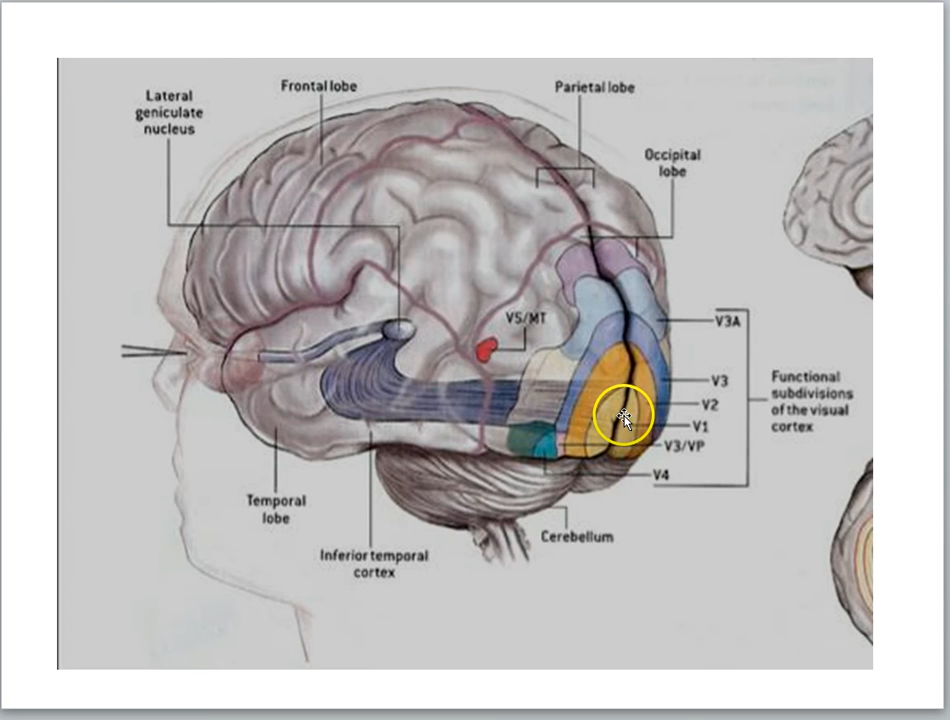 Lateral
geniculate
nucleus
Frontal lobe
Parietal lobe
Occipital
lobe
V5/MT
V3A
V3
V2
V1
V3/VP
V4
Functional
subdivisions
of the visual
cortex
Temporal
lobe
Inferior temporal
cortex
Cerebellum